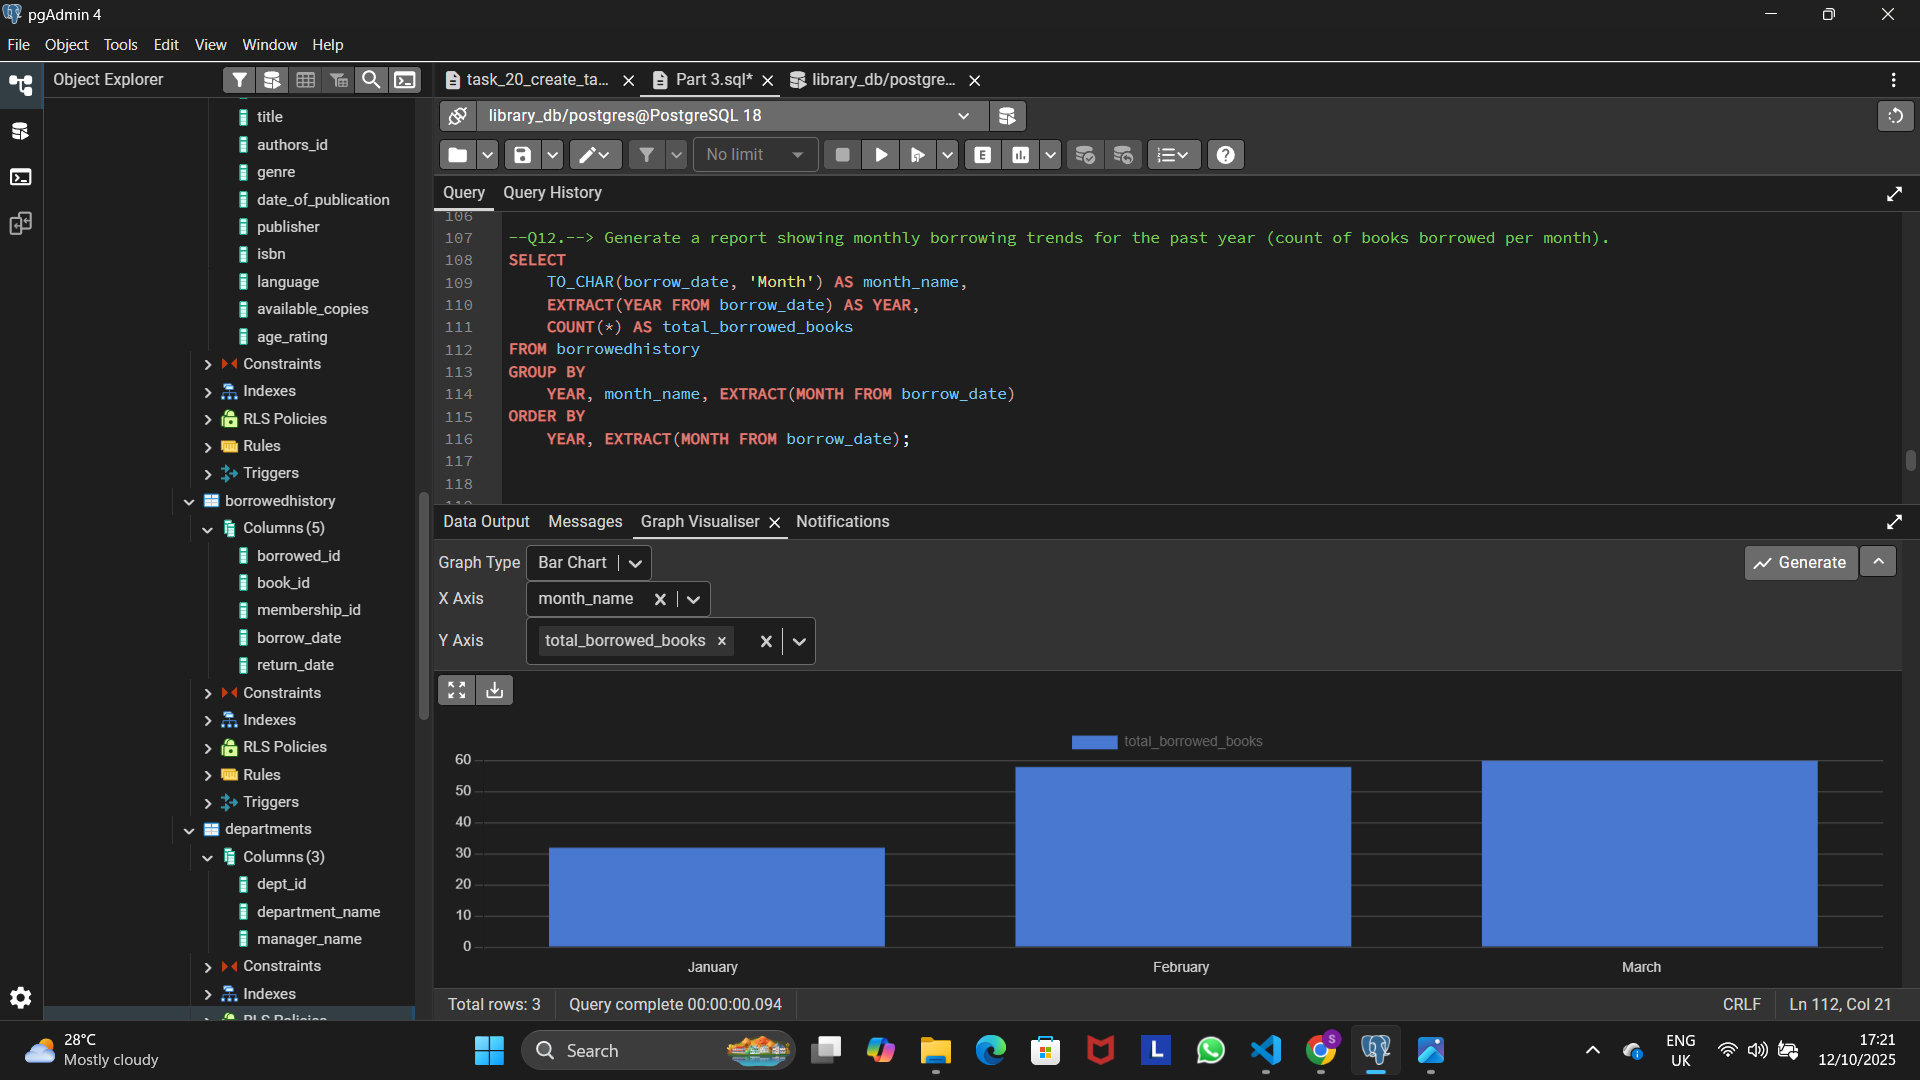 pgAdmin 4
File Object Tools Edit View Window Help
Object Explorer
title
authors_id
genre
date_of_publication
publisher
isbn
language
available_copies
age_rating
Constraints
Indexes
RLS Policies
Rules
Triggers
borrowedhistory
Columns (5)
borrowed_id
book_id
membership_id
borrow_date
return_date
Constraints
Indexes
RLS Policies
Rules
Triggers
departments
Columns (3)
dept_id
department_name
manager_name
Constraints
Indexes
RLS Policies
task_20_create_ta... Part 3.sql* library_db/postgre...
library_db/postgres@PostgreSQL 18
No limit E
Query Query History
106
107 --Q12.--> Generate a report showing monthly borrowing trends for the past year (count of books borrowed per month).
108 SELECT
109 TO_CHAR(borrow_date, 'Month') AS month_name,
110 EXTRACT(YEAR FROM borrow_date) AS YEAR,
111 COUNT(*) AS total_borrowed_books
112 FROM borrowedhistory
113 GROUP BY
114 YEAR, month_name, EXTRACT(MONTH FROM borrow_date)
115 ORDER BY
116 YEAR, EXTRACT(MONTH FROM borrow_date);
117
118
Data Output Messages Graph Visualiser Notifications
Graph Type Bar Chart Generate
X Axis month_name
Y Axis total_borrowed_books
total_borrowed_books
60
50
40
30
20
10
0
January February March
Total rows: 3 Query complete 00:00:00.094 CRLF Ln 112, Col 21
28°C
Mostly cloudy
Search
L
S
ENG
UK
17:21
12/10/2025